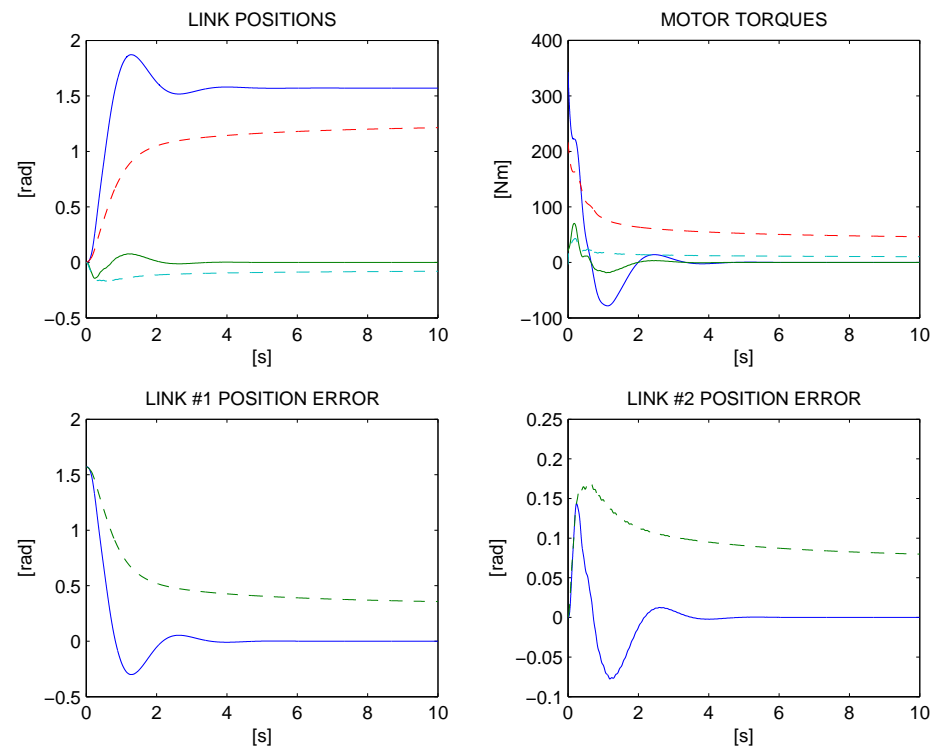 LINK POSITIONS
2
1.5
1
0.5
0
−0.5
[rad]
0 2 4 6 8 10
[s]
MOTOR TORQUES
400
300
200
100
0
−100
[Nm]
0 2 4 6 8 10
[s]
LINK #1 POSITION ERROR
2
1.5
1
0.5
0
−0.5
[rad]
0 2 4 6 8 10
[s]
LINK #2 POSITION ERROR
0.25
0.2
0.15
0.1
0.05
0
−0.05
−0.1
[rad]
0 2 4 6 8 10
[s]